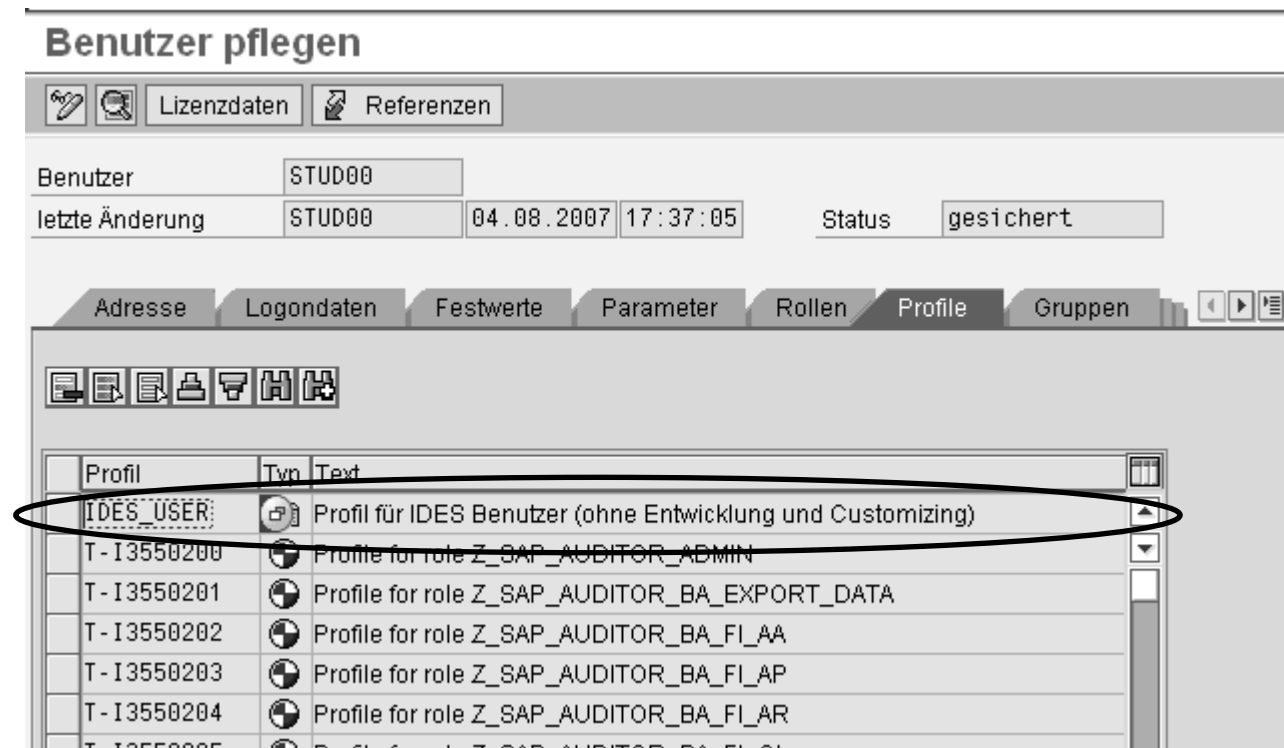 Benutzer pflegen
Lizenzdaten Referenzen
Benutzer STUD00
letzte Änderung STUD00 04.08.2007 17:37:05 Status gesichert
Adresse Logondaten Festwerte Parameter Rollen Profile Gruppen
Profil Typ Text
IDES_USER Profil für IDES Benutzer (ohne Entwicklung und Customizing)
T-I3550200 Profile for role Z_SAP_AUDITOR_ADMIN
T-I3550201 Profile for role Z_SAP_AUDITOR_BA_EXPORT_DATA
T-I3550202 Profile for role Z_SAP_AUDITOR_BA_FI_AA
T-I3550203 Profile for role Z_SAP_AUDITOR_BA_FI_AP
T-I3550204 Profile for role Z_SAP_AUDITOR_BA_FI_AR